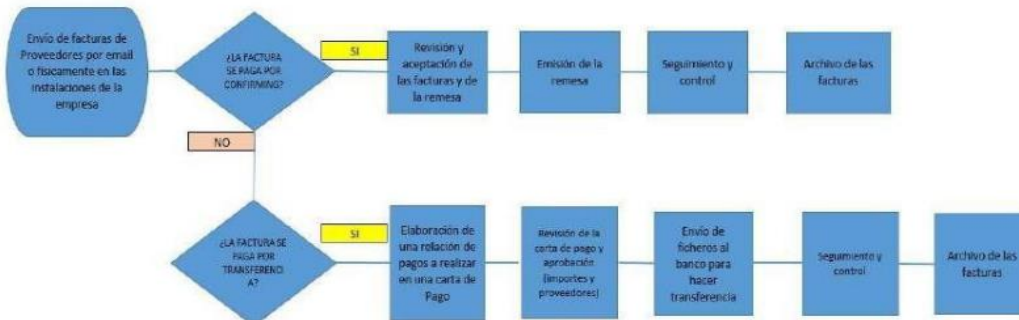 Envío de facturas de
Proveedores por email
o físicamente en las
instalaciones de la
empresa
¿LA FACTURA
SE PAGA POR
CONFIRMING?
SI
Revisión y
aceptación de
las facturas y de
la remesa
Emisión de la
remesa
Seguimiento y
control
Archivo de las
facturas
NO
¿LA FACTURA SE
PAGA POR
TRANSFERENCI
A?
SI
Elaboración de
una relación de
pagos a realizar
en una carta de
Pago
Revisión de la
carta de pago y
aprobación
(importes y
proveedores)
Envío de
ficheros al
banco para
hacer
transferencia
Seguimiento y
control
Archivo de las
facturas